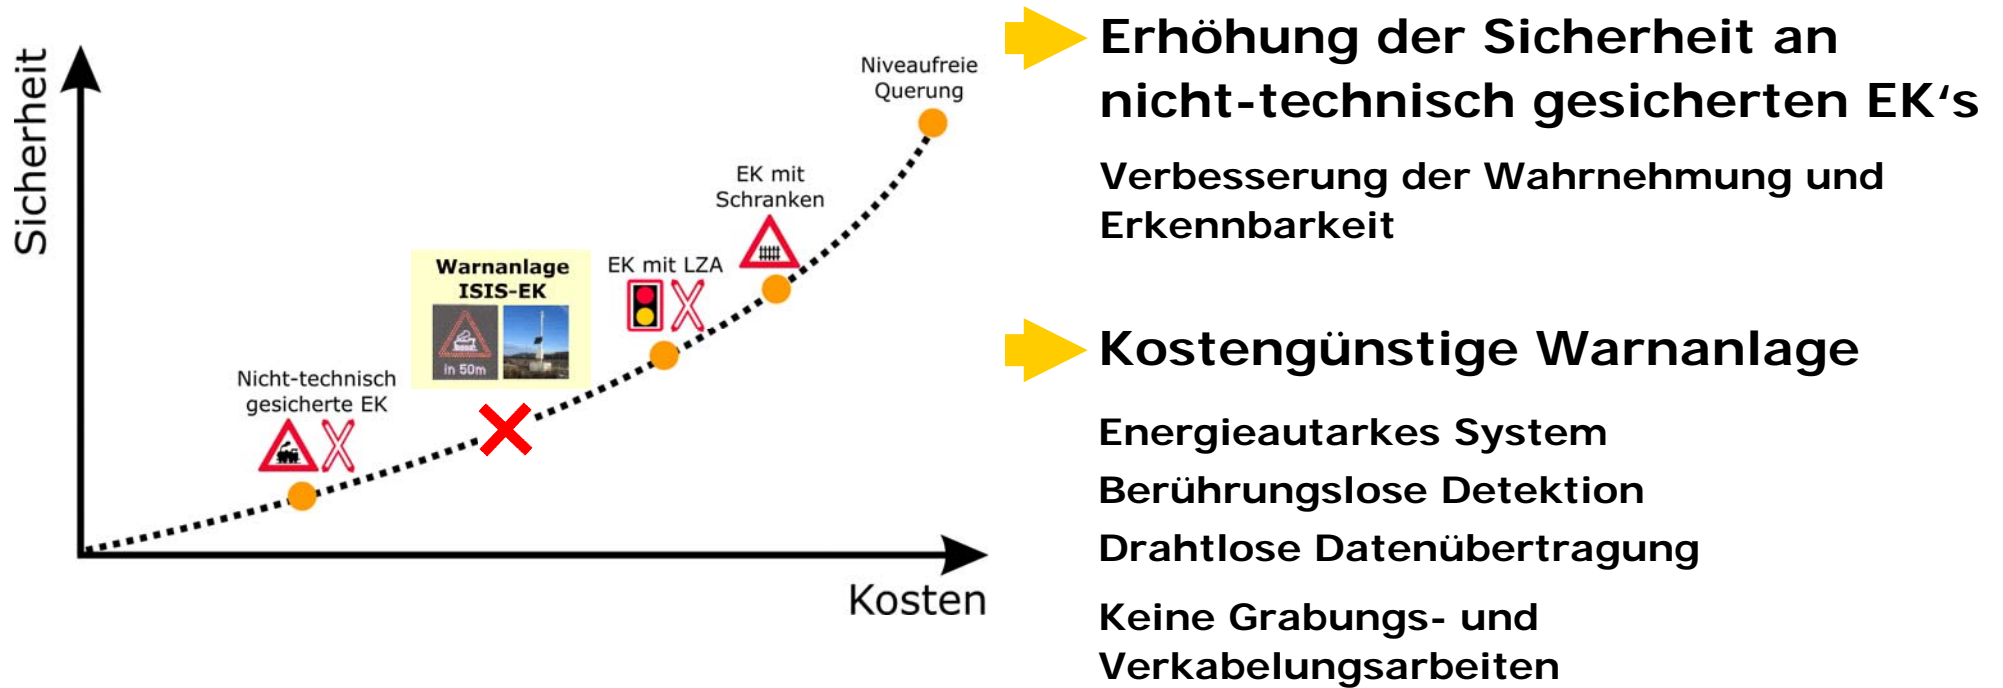 Sicherheit
Niveaufreie
Querung
EK mit
Schranken
EK mit LZA
Warnanlage
ISIS-EK
in 50m
Nicht-technisch
gesicherte EK
Kosten
Erhöhung der Sicherheit an
nicht-technisch gesicherten EK‘s
Verbesserung der Wahrnehmung und
Erkennbarkeit
Kostengünstige Warnanlage
Energieautarkes System
Berührungslose Detektion
Drahtlose Datenübertragung
Keine Grabungs- und
Verkabelungsarbeiten